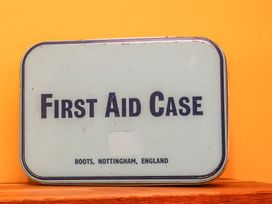 First Aid Case
BOOTS, NOTTINGHAM, ENGLAND